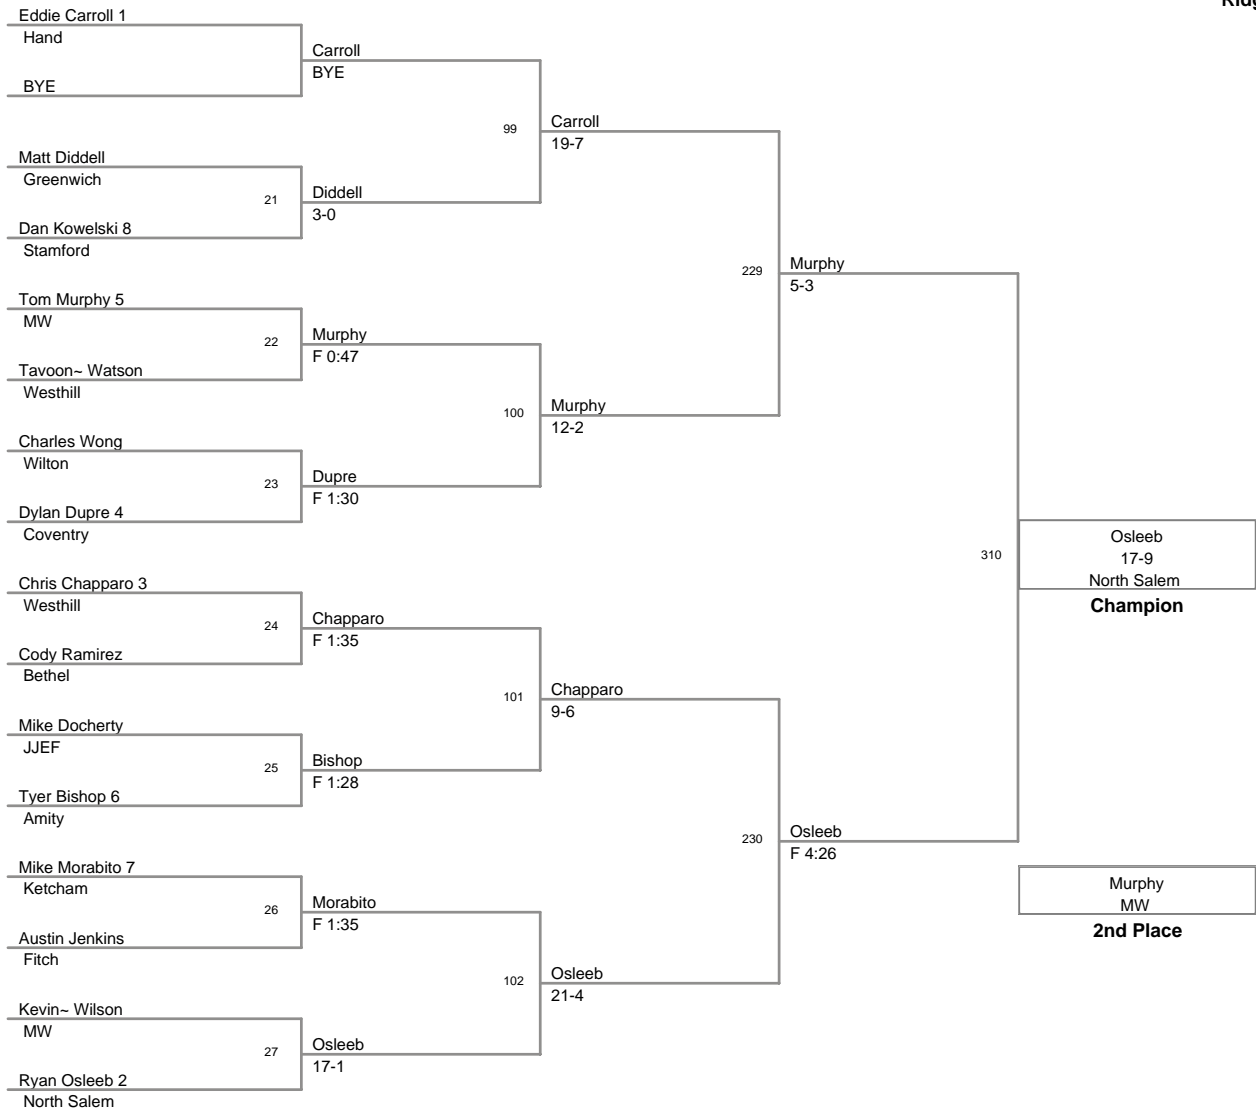 Eddie Carroll 1
Hand
BYE
Matt Diddell
Greenwich
Dan Kowelski 8
Stamford
Tom Murphy 5
MW
Tavoon~ Watson
Westhill
Charles Wong
Wilton
Dylan Dupre 4
Coventry
Chris Chapparo 3
Westhill
Cody Ramirez
Bethel
Mike Docherty
JJEF
Tyer Bishop 6
Amity
Mike Morabito 7
Ketcham
Austin Jenkins
Fitch
Kevin~ Wilson
MW
Ryan Osleeb 2
North Salem
21
22
23
24
25
26
27
Carroll
BYE
Diddell
3-0
Murphy
F 0:47
Dupre
F 1:30
Chapparo
F 1:35
Bishop
F 1:28
Morabito
F 1:35
Osleeb
17-1
99
100
101
102
Carroll
19-7
Murphy
12-2
Chapparo
9-6
Osleeb
21-4
229
230
Murphy
5-3
Osleeb
F 4:26
310
Osleeb
17-9
North Salem
Champion
Murphy
MW
2nd Place